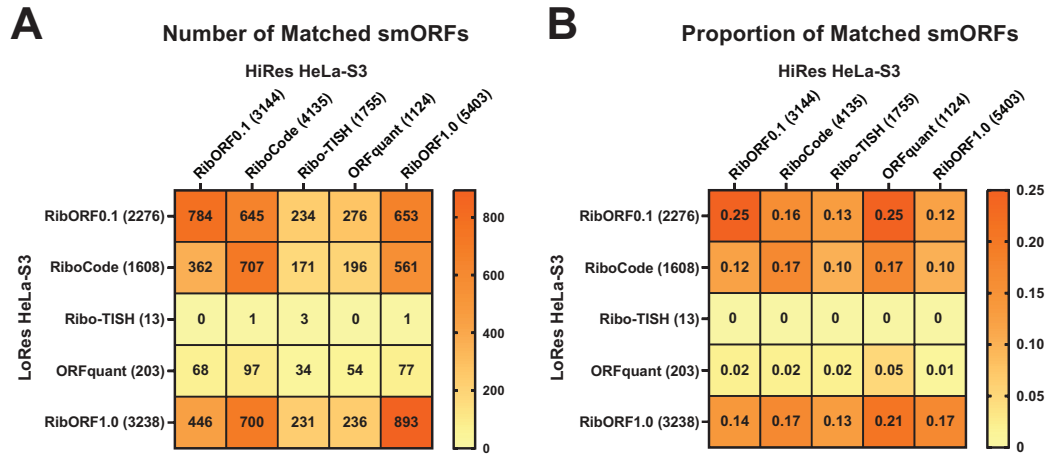 A
Number of Matched smORFs
HiRes HeLa-S3
RibORF0.1 (3144)
RiboCode (4135)
Ribo-TISH (1755)
ORFquant (1124)
RibORF1.0 (5403)
LoRes HeLa-S3
RibORF0.1 (2276) 784 645 234 276 653
RiboCode (1608) 362 707 171 196 561
Ribo-TISH (13) 0 1 3 0 1
ORFquant (203) 68 97 34 54 77
RibORF1.0 (3238) 446 700 231 236 893
800
600
400
200
0
B
Proportion of Matched smORFs
HiRes HeLa-S3
RibORF0.1 (3144)
RiboCode (4135)
Ribo-TISH (1755)
ORFquant (1124)
RibORF1.0 (5403)
LoRes HeLa-S3
RibORF0.1 (2276) 0.25 0.16 0.13 0.25 0.12
RiboCode (1608) 0.12 0.17 0.10 0.17 0.10
Ribo-TISH (13) 0 0 0 0 0
ORFquant (203) 0.02 0.02 0.02 0.05 0.01
RibORF1.0 (3238) 0.14 0.17 0.13 0.21 0.17
0.25
0.20
0.15
0.10
0.05
0.00